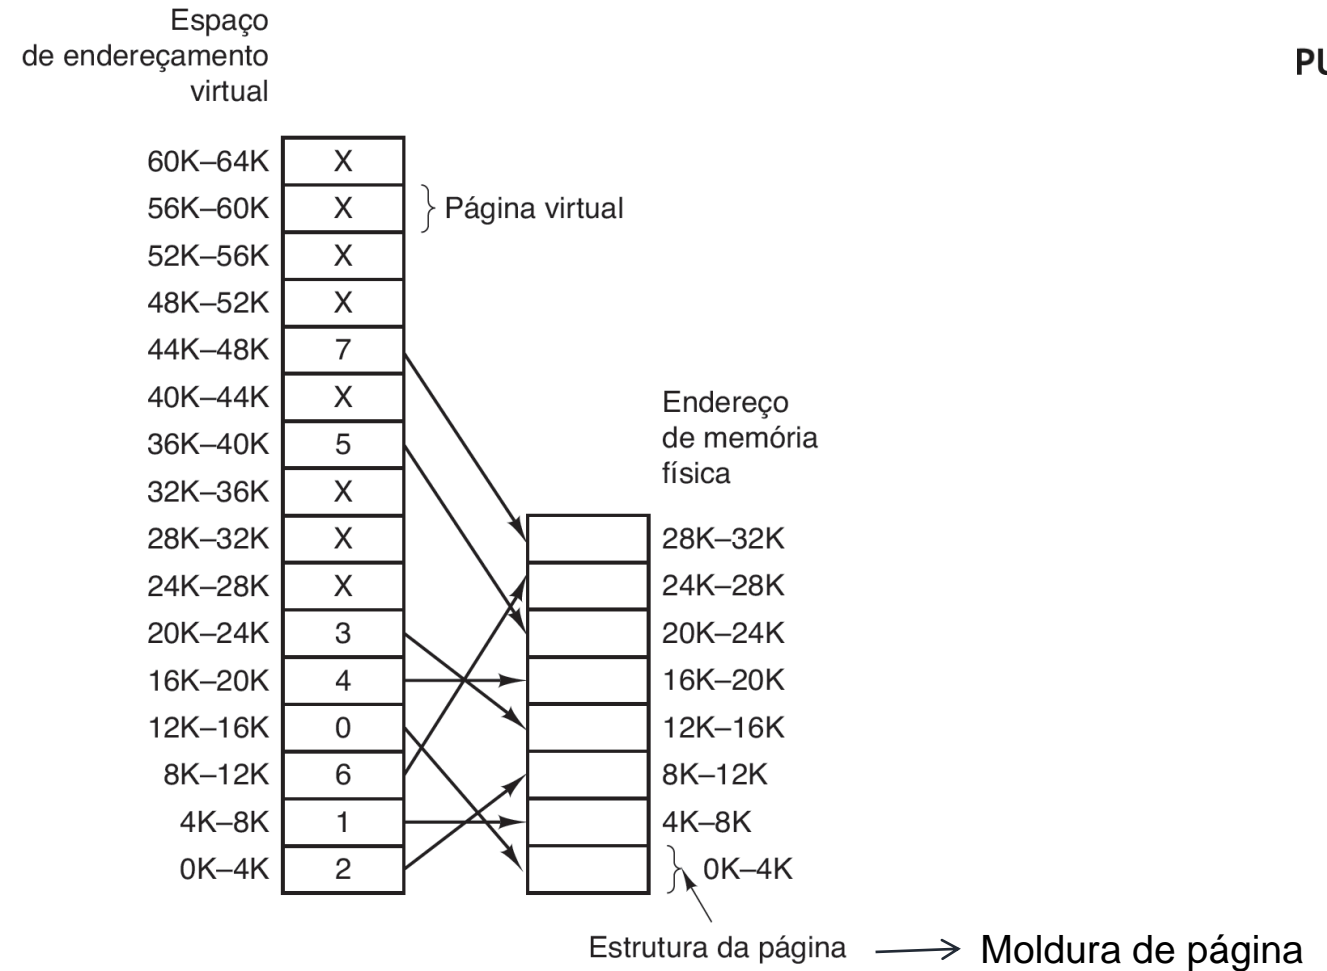 Espaço
de endereçamento
virtual
PU
60K–64K X
56K–60K X Página virtual
52K–56K X
48K–52K X
44K–48K 7
40K–44K X
36K–40K 5
32K–36K X
28K–32K X
24K–28K X
20K–24K 3
16K–20K 4
12K–16K 0
8K–12K 6
4K–8K 1
0K–4K 2
Endereço
de memória
física
28K–32K
24K–28K
20K–24K
16K–20K
12K–16K
8K–12K
4K–8K
0K–4K
Estrutura da página
Moldura de página